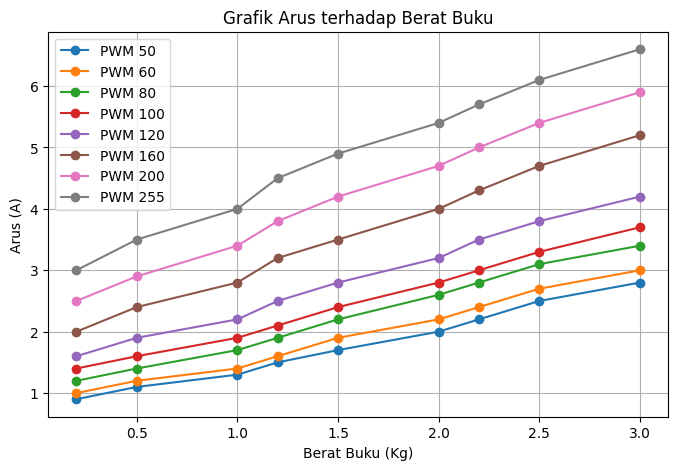 Grafik Arus terhadap Berat Buku
PWM 50
PWM 60
PWM 80
PWM 100
PWM 120
PWM 160
PWM 200
PWM 255
6
5
4
3
2
1
Arus (A)
0.5 1.0 1.5 2.0 2.5 3.0
Berat Buku (Kg)